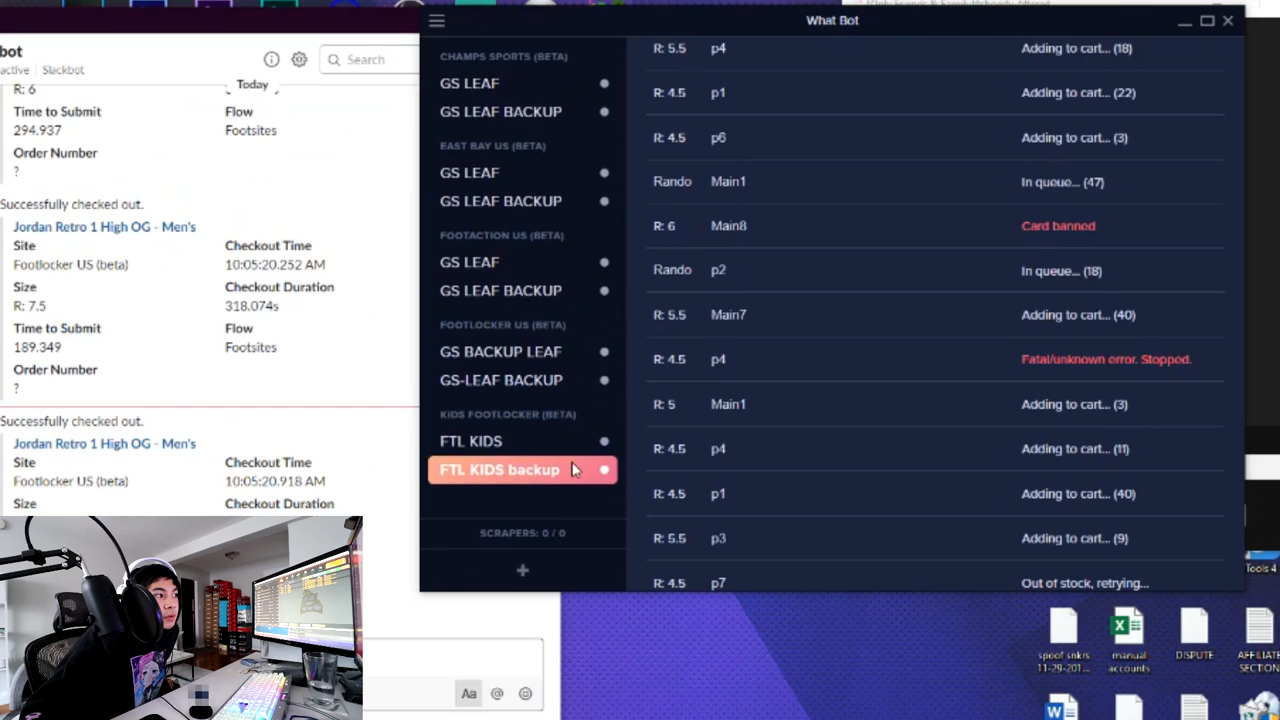 What Bot
bot
active | Slackbot
Search
Today
R: 6
Time to Submit
Flow
294.937
Footsites
Order Number
?
Successfully checked out.
Jordan Retro 1 High OG - Men's
Site
Checkout Time
Footlocker US (beta)
10:05:20.252 AM
Size
Checkout Duration
R: 7.5
318.074s
Time to Submit
Flow
189.349
Footsites
Order Number
?
Successfully checked out.
Jordan Retro 1 High OG - Men's
Site
Checkout Time
Footlocker US (beta)
10:05:20.918 AM
Size
Checkout Duration
Aa @
CHAMPS SPORTS (BETA)
GS LEAF
GS LEAF BACKUP
EAST BAY US (BETA)
GS LEAF
GS LEAF BACKUP
FOOTACTION US (BETA)
GS LEAF
GS LEAF BACKUP
FOOTLOCKER US (BETA)
GS BACKUP LEAF
GS-LEAF BACKUP
KIDS FOOTLOCKER (BETA)
FTL KIDS
FTL KIDS backup
SCRAPERS: 0 / 0
+
R: 5.5 p4 Adding to cart... (18)
R: 4.5 p1 Adding to cart... (22)
R: 4.5 p6 Adding to cart... (3)
Rando Main1 In queue... (47)
R: 6 Main8 Card banned
Rando p2 In queue... (18)
R: 5.5 Main7 Adding to cart... (40)
R: 4.5 p4 Fatal/unknown error. Stopped.
R: 5 Main1 Adding to cart... (3)
R: 4.5 p4 Adding to cart... (11)
R: 4.5 p1 Adding to cart... (40)
R: 5.5 p3 Adding to cart... (9)
R: 4.5 p7 Out of stock, retrying...
Tools 4
spoof snkrs
11-29-201...
manual
accounts
DISPUTE
AFFILIATE
SECTION